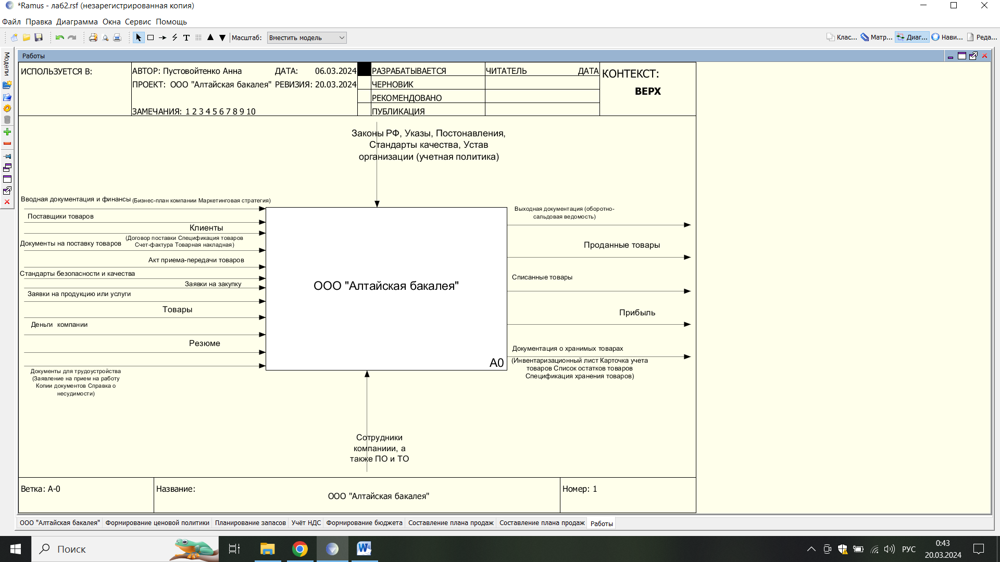 *Ramus - лаб2.rsf (незарегистрированная копия)
Файл Правка Диаграмма Окна Сервис Помощь
Масштаб: Вместить модель
Клас... Матр... Диаг... Нави... Реда...
Модели
Работы
ИСПОЛЬЗУЕТСЯ В:
АВТОР: Пустовойтенко Анна ДАТА: 06.03.2024
ПРОЕКТ: ООО "Алтайская бакалея" РЕВИЗИЯ: 20.03.2024
ЗАМЕЧАНИЯ: 1 2 3 4 5 6 7 8 9 10
РАЗРАБАТЫВАЕТСЯ
ЧЕРНОВИК
РЕКОМЕНДОВАНО
ПУБЛИКАЦИЯ
ЧИТАТЕЛЬ ДАТА
КОНТЕКСТ:
ВЕРХ
Законы РФ, Указы, Постонавления,
Стандарты качества, Устав
организации (учетная политика)
Вводная документация и финансы (Бизнес-план компании Маркетинговая стратегия)
Поставщики товаров
Клиенты
Документы на поставку товаров
(Договор поставки Спецификация товаров
Счет-фактура Товарная накладная)
Акт приема-передачи товаров
Стандарты безопасности и качества
Заявки на закупку
Заявки на продукцию или услуги
Товары
Деньги компании
Резюме
Документы для трудоустройства
(Заявление на прием на работу
Копии документов Справка о
несудимости)
ООО "Алтайская бакалея"
A0
Выходная документация (оборотно-
сальдовая ведомость)
Проданные товары
Списанные товары
Прибыль
Документация о хранимых товарах
(Инвентаризационный лист Карточка учета
товаров Список остатков товаров
Спецификация хранения товаров)
Сотрудники
компаниии, а
также ПО и ТО
Ветка: A-0
Название:
ООО "Алтайская бакалея"
Номер: 1
ООО "Алтайская бакалея" Формирование ценовой политики Планирование запасов Учёт НДС Формирование бюджета Составление плана продаж Составление плана продаж Работы
Поиск
РУС
0:43
20.03.2024